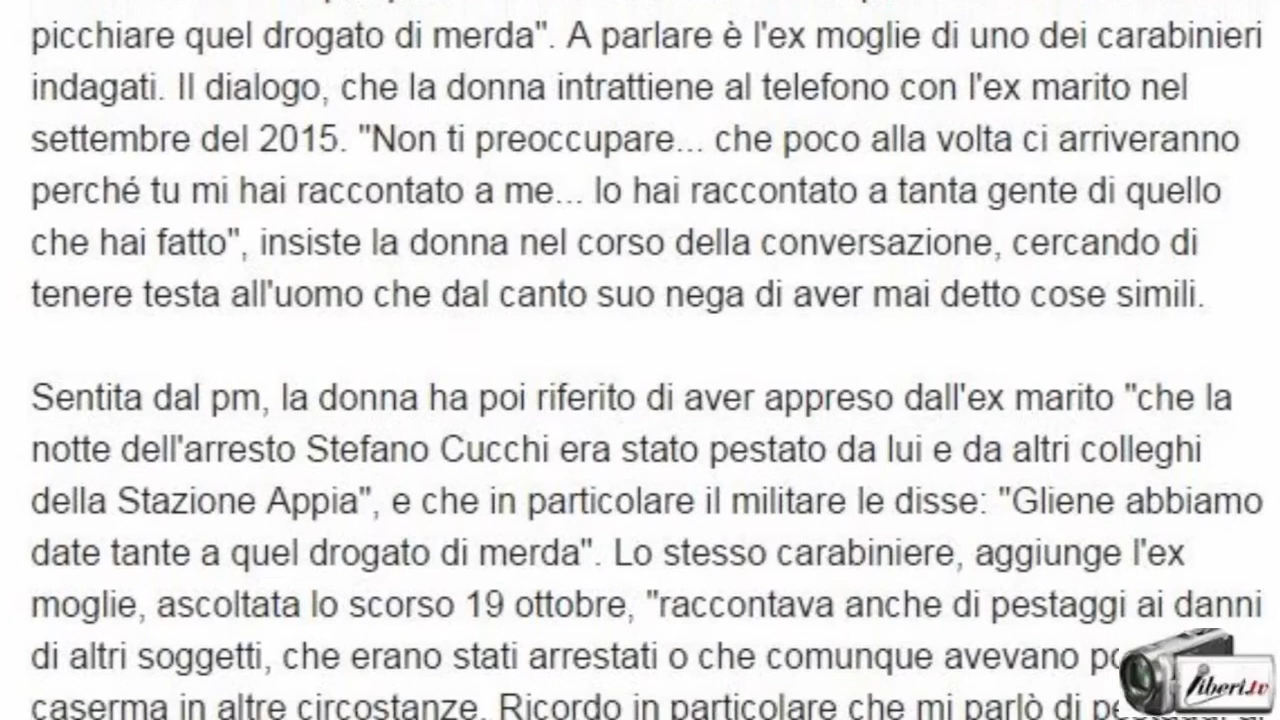 picchiare quel drogato di merda". A parlare è l'ex moglie di uno dei carabinieri
indagati. Il dialogo, che la donna intrattiene al telefono con l'ex marito nel
settembre del 2015. "Non ti preoccupare... che poco alla volta ci arriveranno
perché tu mi hai raccontato a me... lo hai raccontato a tanta gente di quello
che hai fatto", insiste la donna nel corso della conversazione, cercando di
tenere testa all'uomo che dal canto suo nega di aver mai detto cose simili.
Sentita dal pm, la donna ha poi riferito di aver appreso dall'ex marito "che la
notte dell'arresto Stefano Cucchi era stato pestato da lui e da altri colleghi
della Stazione Appia", e che in particolare il militare le disse: "Gliene abbiamo
date tante a quel drogato di merda". Lo stesso carabiniere, aggiunge l'ex
moglie, ascoltata lo scorso 19 ottobre, "raccontava anche di pestaggi ai danni
di altri soggetti, che erano stati arrestati o che comunque avevano
caserma in altre circostanze. Ricordo in particolare che mi parlò di
liberi.tv